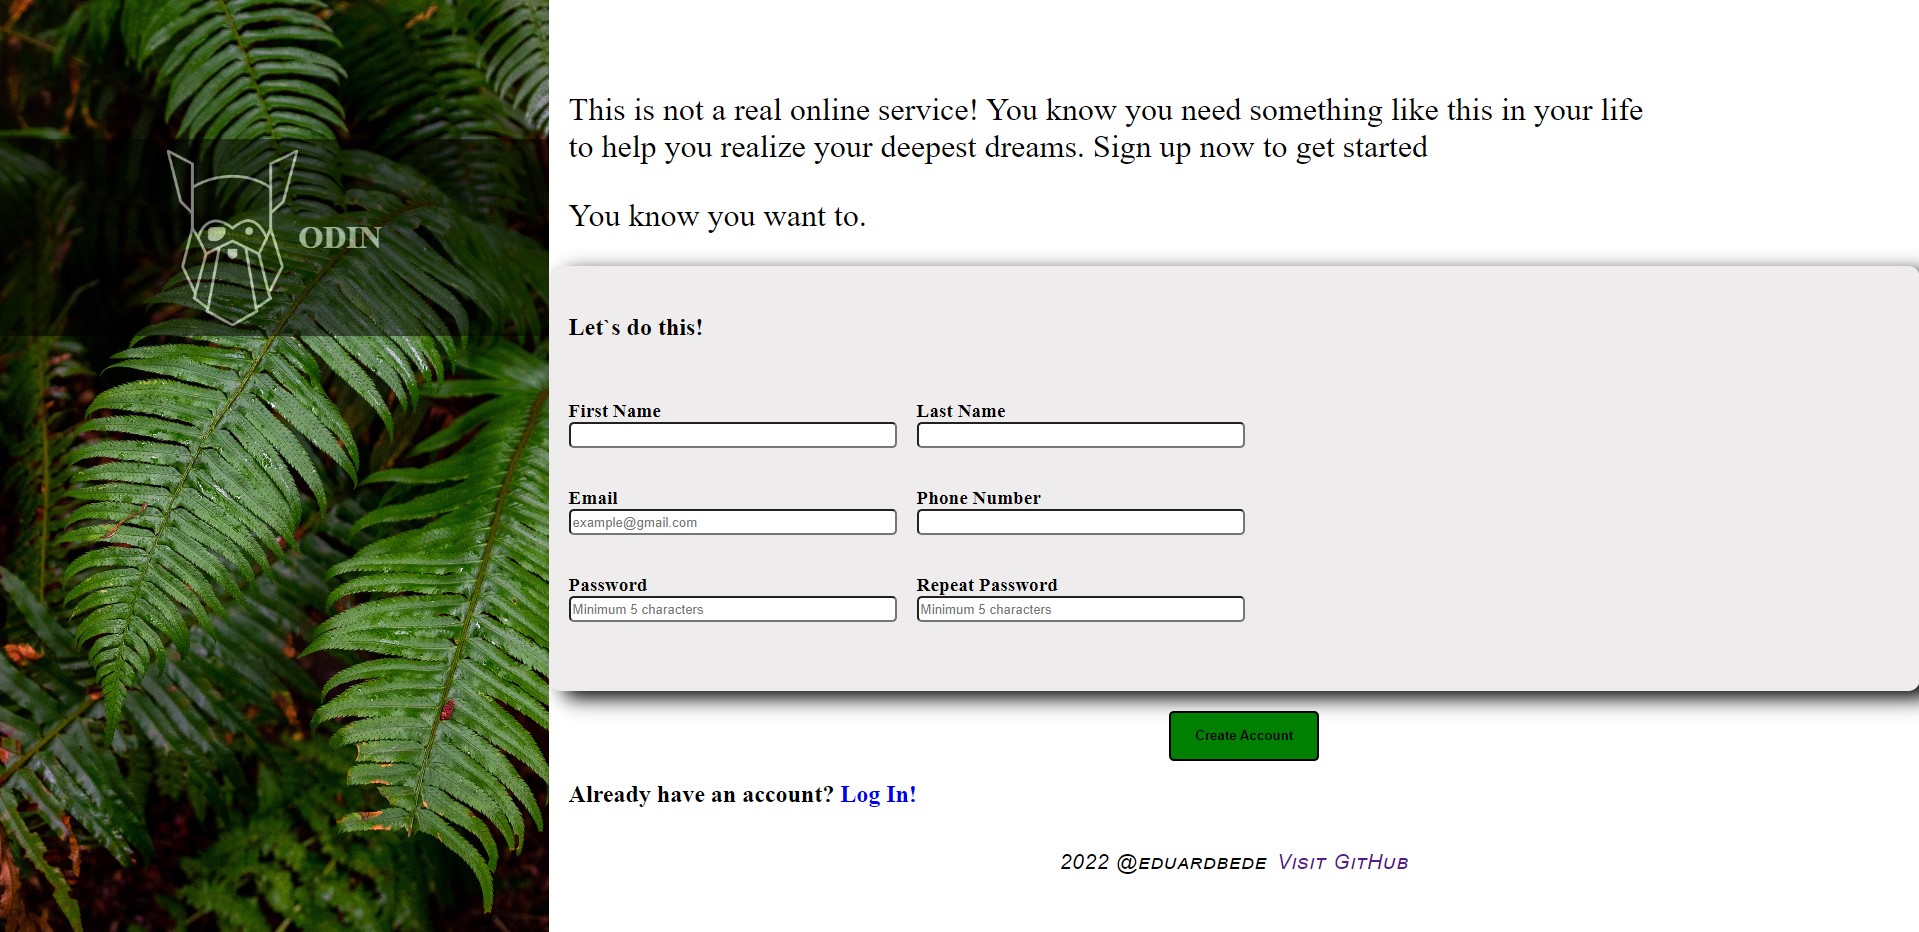 ODIN
This is not a real online service! You know you need something like this in your life
to help you realize your deepest dreams. Sign up now to get started
You know you want to.
Let`s do this!
First Name Last Name
Email Phone Number
example@gmail.com
Password Repeat Password
Minimum 5 characters Minimum 5 characters
Create Account
Already have an account? Log In!
2022 @eduardbede Visit GitHub